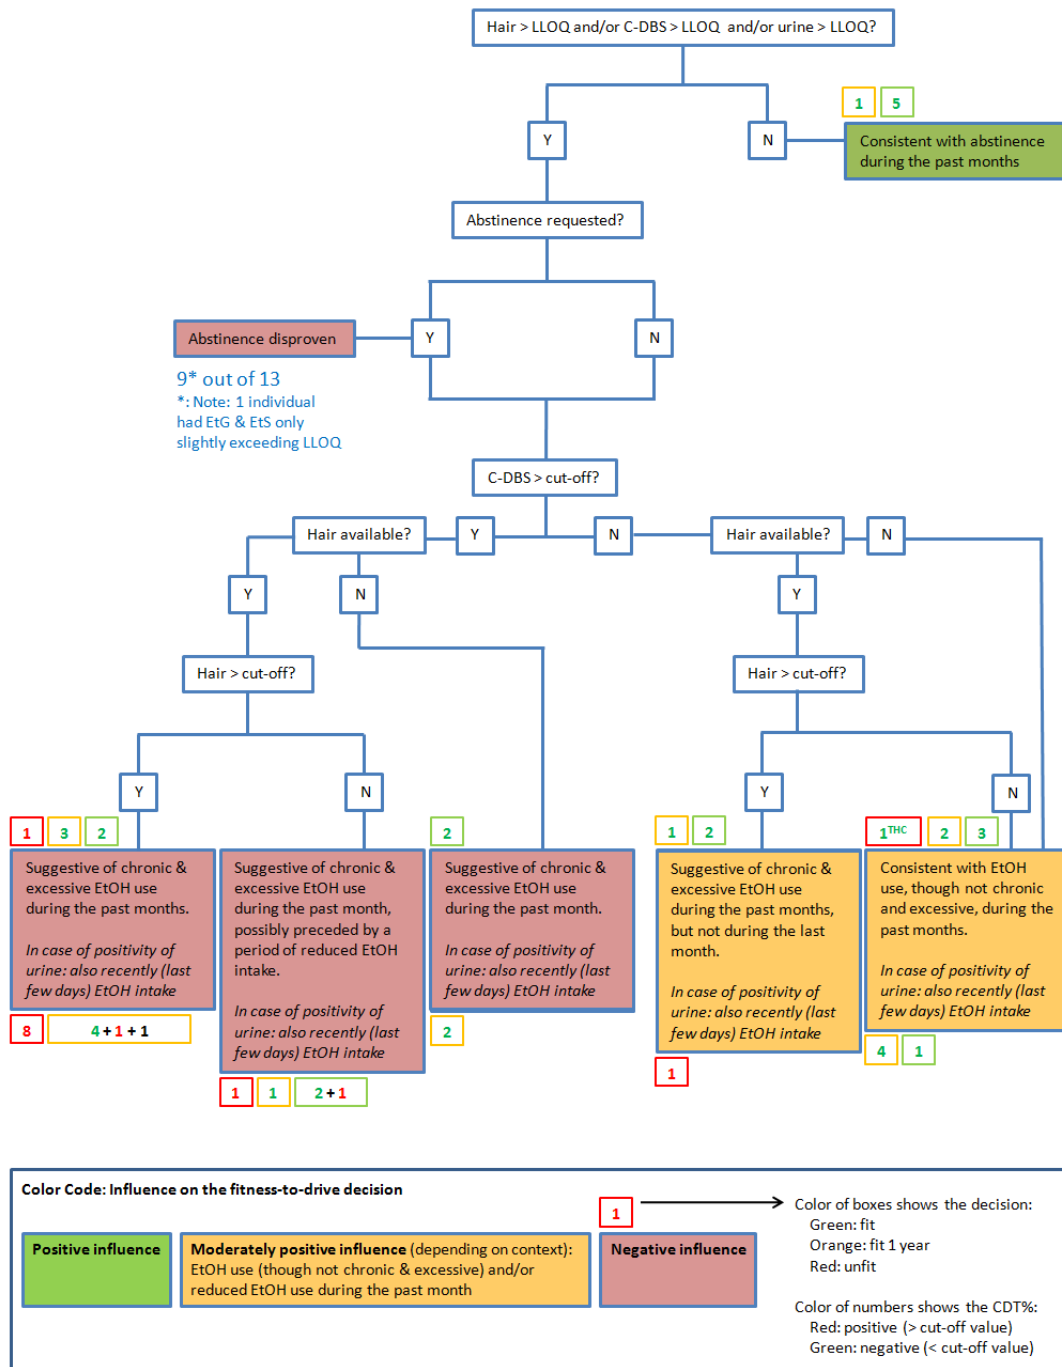 Hair > LLOQ and/or C-DBS > LLOQ and/or urine > LLOQ?
1 5
Y
N
Consistent with abstinence
during the past months
Abstinence requested?
Abstinence disproven
Y
N
9* out of 13
*: Note: 1 individual
had EtG & EtS only
slightly exceeding LLOQ
C-DBS > cut-off?
Hair available?
Y
N
Hair available?
N
Y
N
Y
Hair > cut-off?
Hair > cut-off?
Y
N
Y
N
1 3 2
Suggestive of chronic &
excessive EtOH use
during the past months.
In case of positivity of
urine: also recently (last
few days) EtOH intake
8 4 + 1 + 1
Suggestive of chronic &
excessive EtOH use
during the past month,
possibly preceded by a
period of reduced EtOH
intake.
In case of positivity of
urine: also recently (last
few days) EtOH intake
1 1 2 + 1
2
Suggestive of chronic &
excessive EtOH use
during the past month.
In case of positivity of
urine: also recently (last
few days) EtOH intake
2
1 2
Suggestive of chronic &
excessive EtOH use
during the past months,
but not during the last
month.
In case of positivity of
urine: also recently (last
few days) EtOH intake
1
1THC 2 3
Consistent with EtOH
use, though not chronic
and excessive, during the
past months.
In case of positivity of
urine: also recently (last
few days) EtOH intake
4 1
Color Code: Influence on the fitness-to-drive decision
1
Positive influence
Moderately positive influence (depending on context):
EtOH use (though not chronic & excessive) and/or
reduced EtOH use during the past month
Negative influence
Color of boxes shows the decision:
Green: fit
Orange: fit 1 year
Red: unfit
Color of numbers shows the CDT%:
Red: positive (> cut-off value)
Green: negative (< cut-off value)